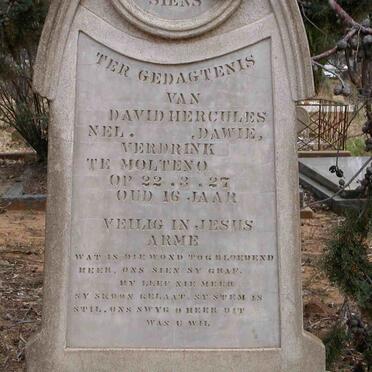 SIENS
TER GEDAGTENIS
VAN
DAVID HERCULES
NEL. ,DAWIE,
VERDRINK
TE MOLTENO
OP 22.3.27
OUD 16 JAAR
VEILIG IN JESUS
ARME
WAT IS DIE WOND TOG BLOEDEND
HEER, ONS SIEN SY GRAF.
HY LEEF NIE MEER
SY SKOON GELAAT, SY STEM IS
STIL, ONS SWYG O HEER DIT
WAS U WIL